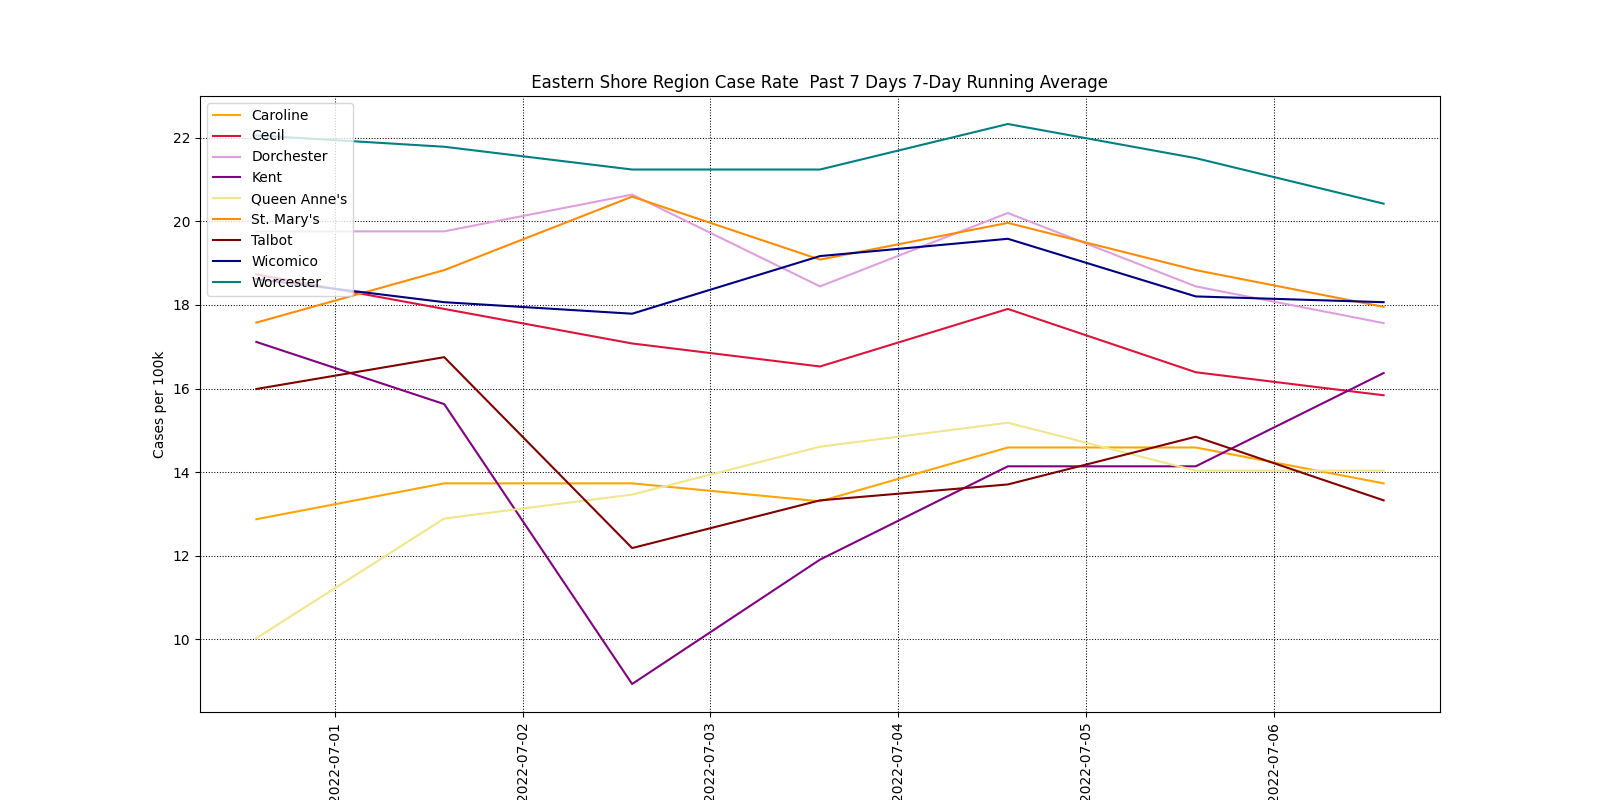 Eastern Shore Region Case Rate  Past 7 Days 7-Day Running Average
Caroline
Cecil
Dorchester
Kent
Queen Anne's
St. Mary's
Talbot
Wicomico
Worcester
Cases per 100k
22
20
18
16
14
12
10
2022-07-01
2022-07-02
2022-07-03
2022-07-04
2022-07-05
2022-07-06